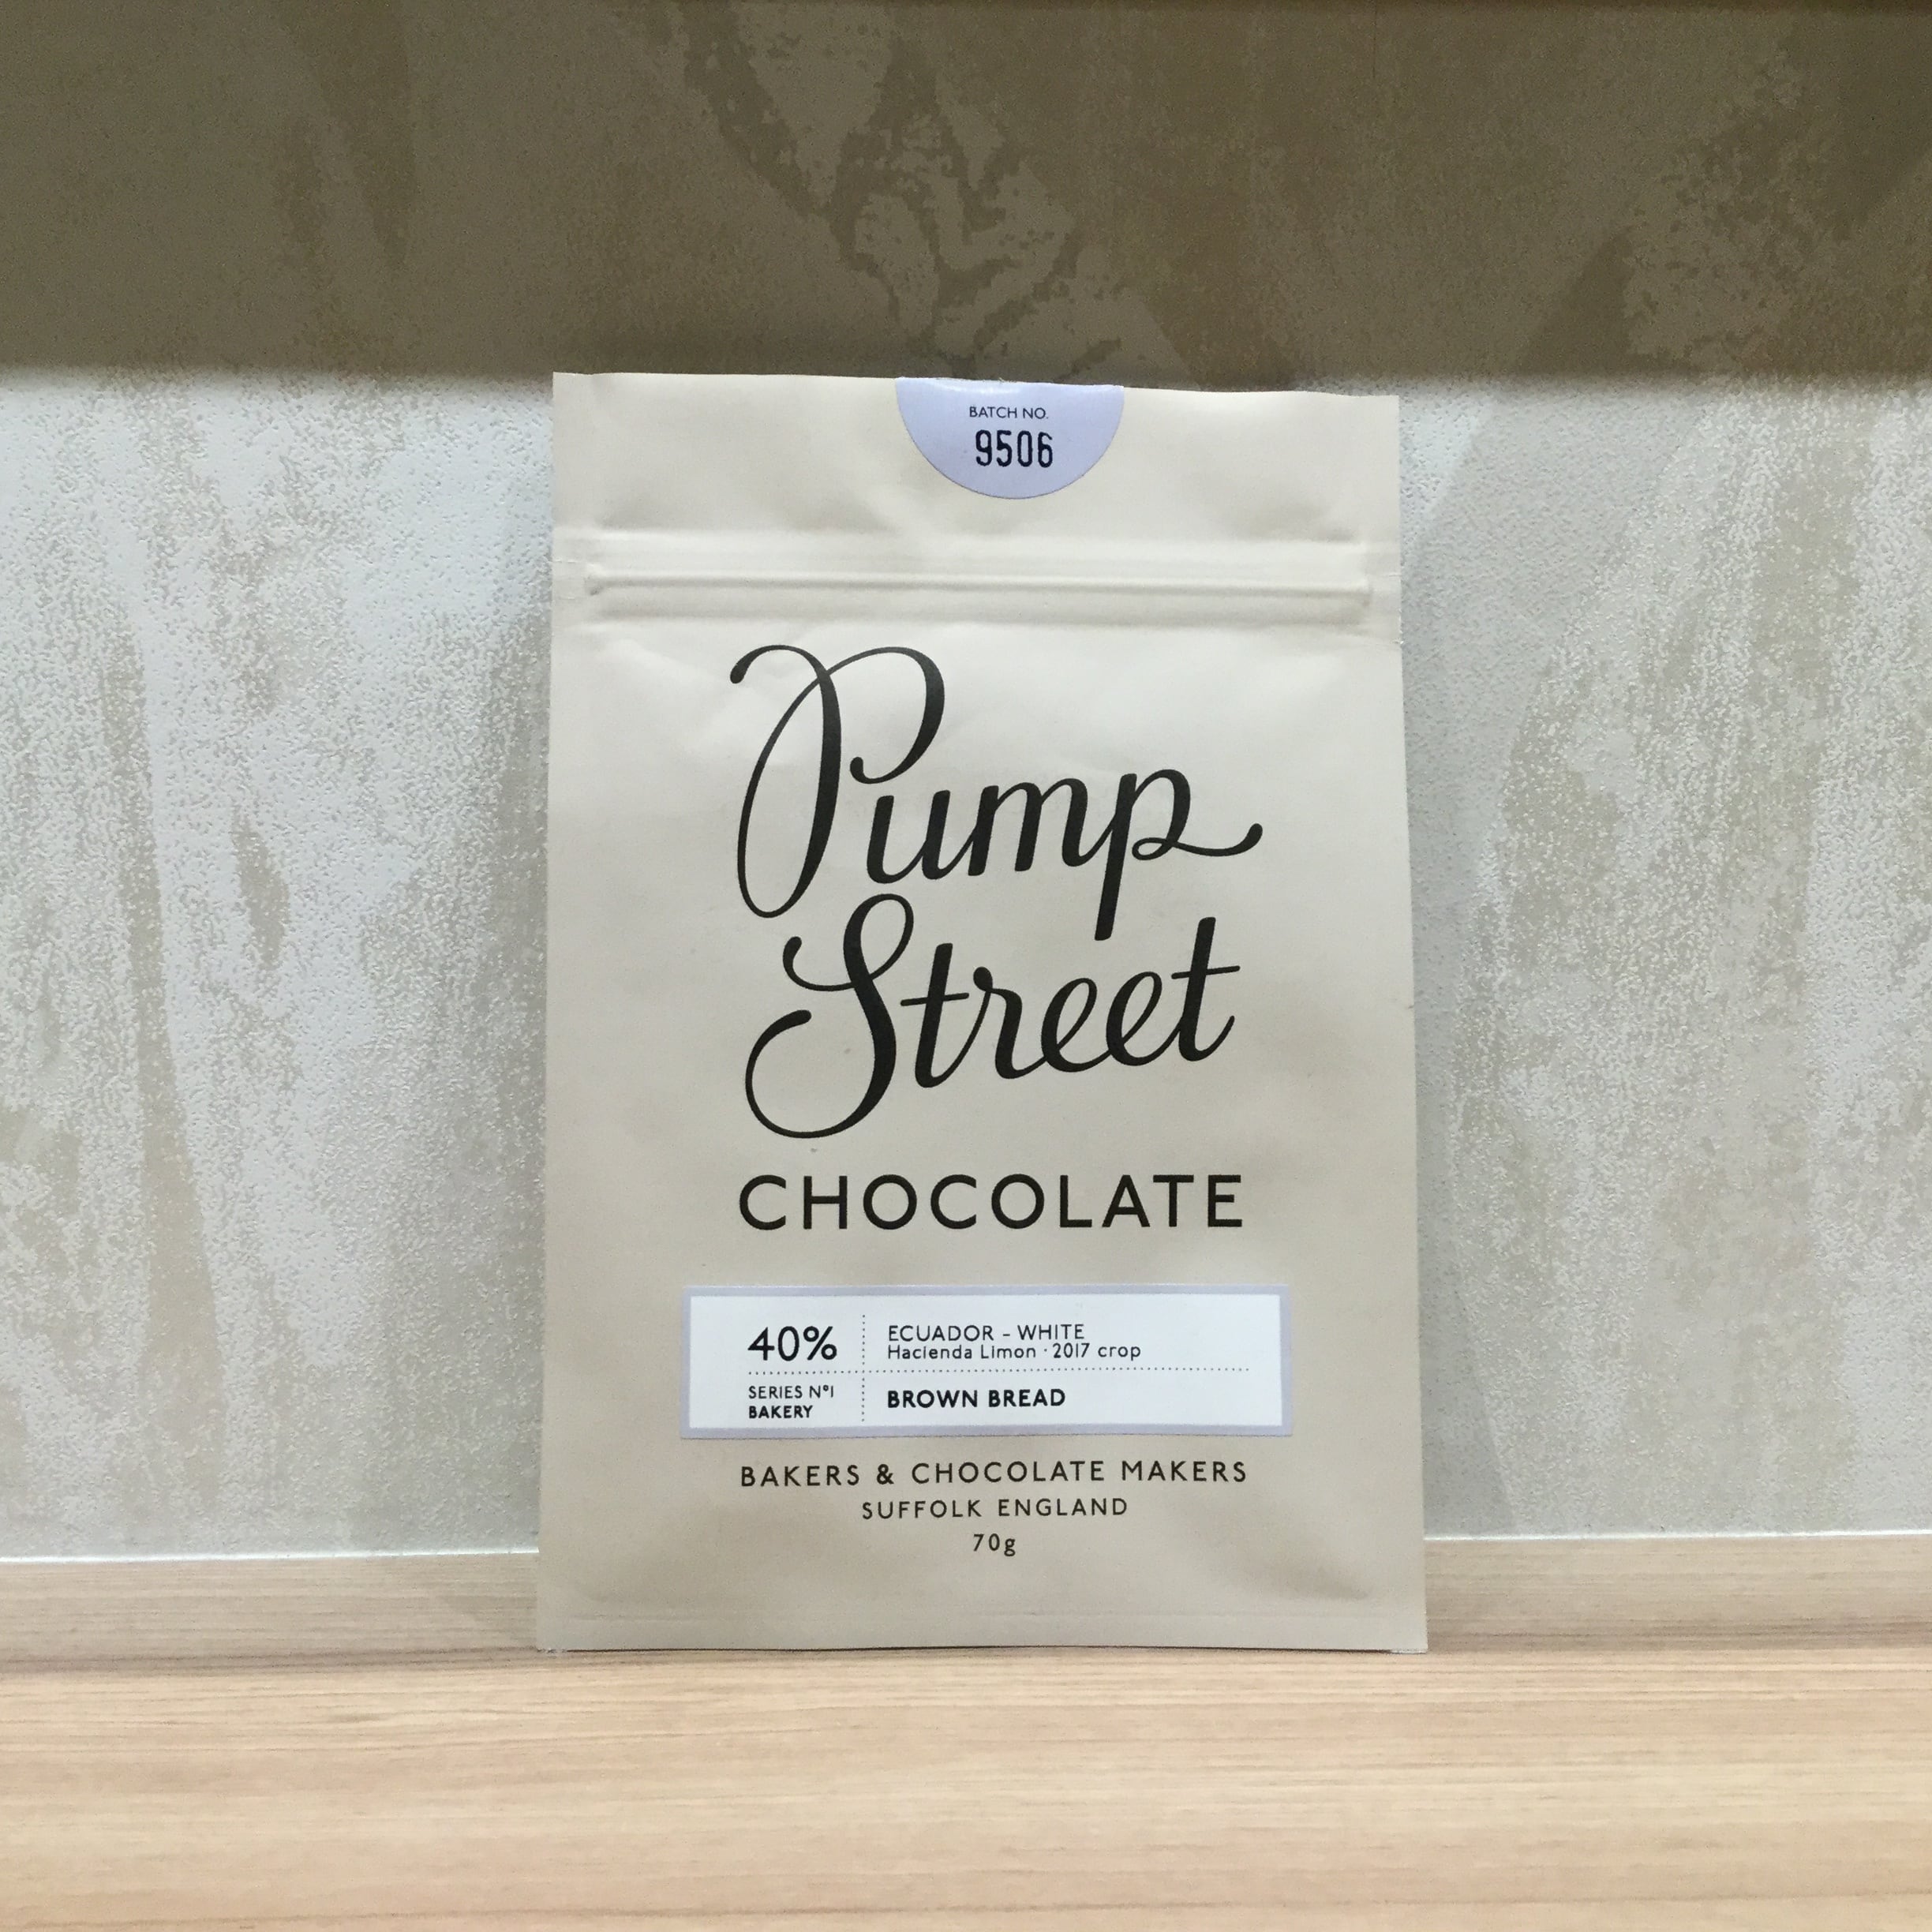 BATCH NO.
9506
Pump
Street
CHOCOLATE
40%
ECUADOR - WHITE
Hacienda Limon · 2017 crop
SERIES Nº1
BAKERY
BROWN BREAD
BAKERS & CHOCOLATE MAKERS
SUFFOLK ENGLAND
70g